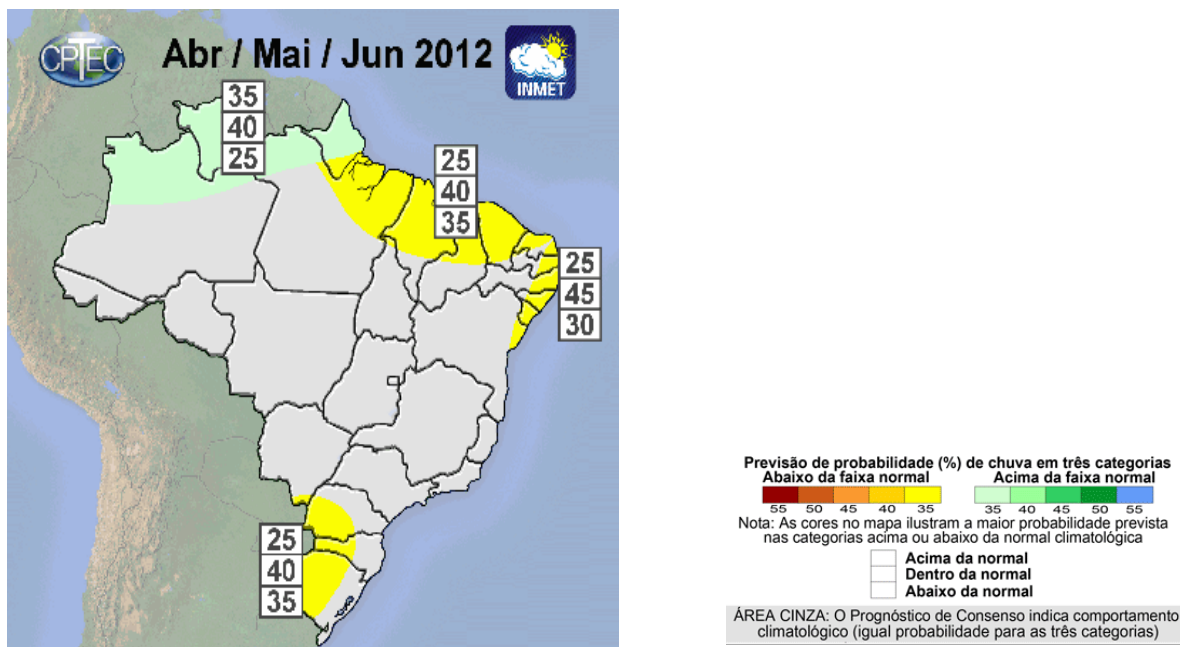 CPTEC
Abr / Mai / Jun 2012
INMET
35
40
25
25
40
35
25
45
30
25
40
35
Previsão de probabilidade (%) de chuva em três categorias
Abaixo da faixa normal Acima da faixa normal
55 50 45 40 35 35 40 45 50 55
Nota: As cores no mapa ilustram a maior probabilidade prevista
nas categorias acima ou abaixo da normal climatológica
Acima da normal
Dentro da normal
Abaixo da normal
ÁREA CINZA: O Prognóstico de Consenso indica comportamento
climatológico (igual probabilidade para as três categorias)